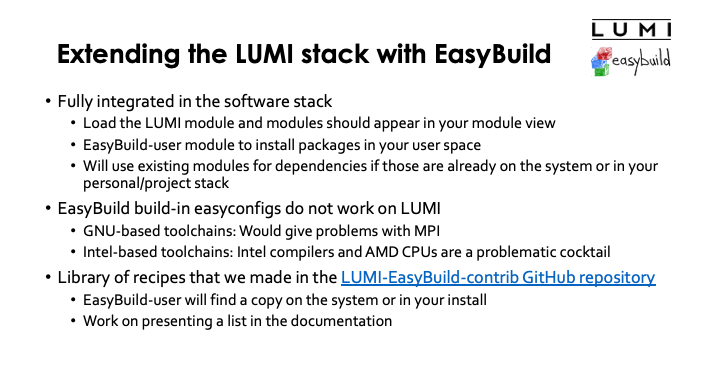 LUMI
Extending the LUMI stack with EasyBuild
easybuild
• Fully integrated in the software stack
• Load the LUMI module and modules should appear in your module view
• EasyBuild-user module to install packages in your user space
• Will use existing modules for dependencies if those are already on the system or in your
personal/project stack
• EasyBuild build-in easyconfigs do not work on LUMI
• GNU-based toolchains: Would give problems with MPI
• Intel-based toolchains: Intel compilers and AMD CPUs are a problematic cocktail
• Library of recipes that we made in the LUMI-EasyBuild-contrib GitHub repository
• EasyBuild-user will find a copy on the system or in your install
• Work on presenting a list in the documentation